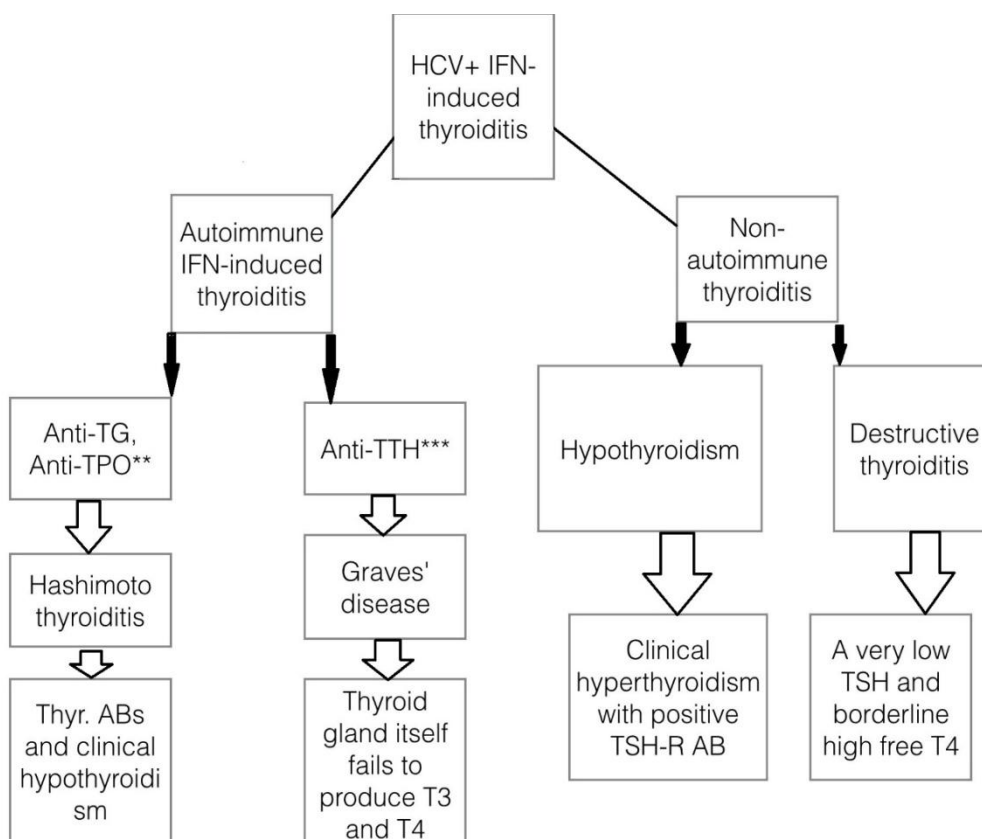 HCV+ IFN-
induced
thyroiditis
Autoimmune
IFN-induced
thyroiditis
Non-
autoimmune
thyroiditis
Anti-TG,
Anti-TPO**
Anti-TTH***
Hypothyroidism
Destructive
thyroiditis
Hashimoto
thyroiditis
Graves'
disease
Thyr. ABs
and clinical
hypothyroidi
sm
Thyroid
gland itself
fails to
produce T3
and T4
Clinical
hyperthyroidism
with positive
TSH-R AB
A very low
TSH and
borderline
high free T4